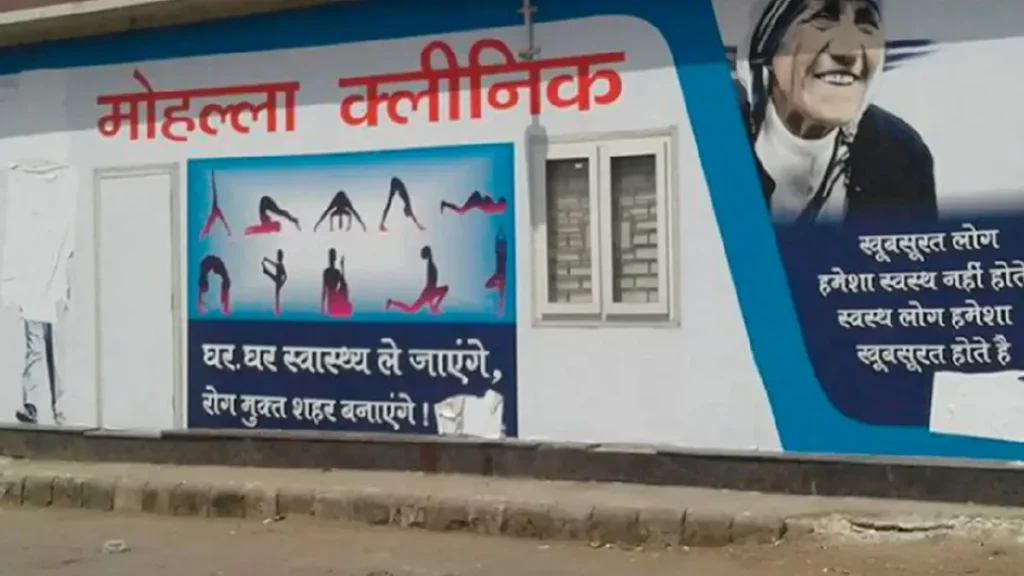 मोहल्ला क्लीनिक
घर.घर स्वास्थ्य ले जाएंगे,
रोग मुक्त शहर बनाएंगे !
खूबसूरत लोग
हमेशा स्वस्थ नहीं होते
स्वस्थ लोग हमेशा
खूबसूरत होते है